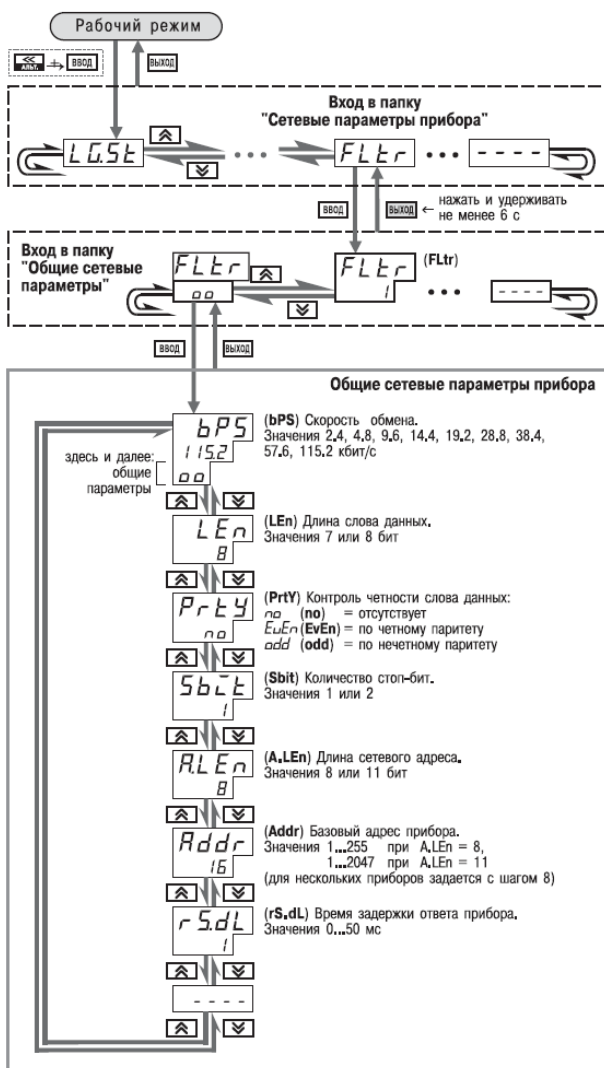 Рабочий режим
≪ АЛЬТ. + ВВОД
ВЫХОД
Вход в папку
"Сетевые параметры прибора"
LG.St
• • •
FLtr
• • •
- - - -
ВВОД
ВЫХОД
← нажать и удерживать
не менее 6 с
Вход в папку
"Общие сетевые
параметры"
FLtr
oo
FLtr
1
(FLtr)
• • •
- - - -
ВВОД
ВЫХОД
Общие сетевые параметры прибора
bPS
115.2
oo
(bPS) Скорость обмена.
Значения 2.4, 4.8, 9.6, 14.4, 19.2, 28.8, 38.4,
57.6, 115.2 кбит/с
здесь и далее:
общие
параметры
LEn
8
(LEn) Длина слова данных.
Значения 7 или 8 бит
PrtY
no
(PrtY) Контроль четности слова данных:
no (no) = отсутствует
EvEn (EvEn) = по четному паритету
odd (odd) = по нечетному паритету
Sbit
1
(Sbit) Количество стоп-бит.
Значения 1 или 2
A.LEn
8
(A.LEn) Длина сетевого адреса.
Значения 8 или 11 бит
Addr
16
(Addr) Базовый адрес прибора.
Значения 1...255 при A.LEn = 8,
1...2047 при A.LEn = 11
(для нескольких приборов задается с шагом 8)
rS.dL
1
(rS.dL) Время задержки ответа прибора.
Значения 0...50 мс
- - - -